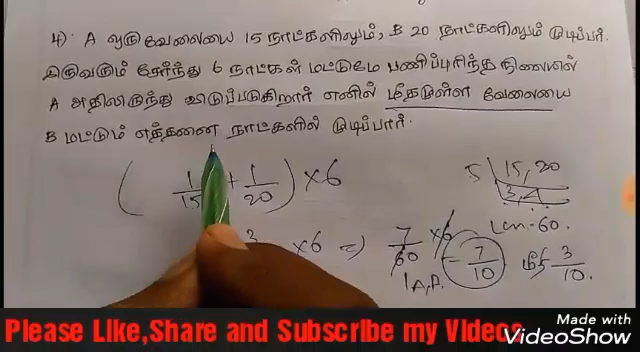 4) A ஒரு வேலையை 15 நாட்களிலும், B 20 நாட்களிலும் முடிப்பர்.
இருவரும் சேர்ந்து 6 நாட்கள் மட்டுமே பணிப்புரிந்த நிலையில்
A அதிலிருந்து விடுப்படுகிறார் எனில் மீதமுள்ள வேலையை
B மட்டும் எத்தனை நாட்களில் முடிப்பார்.
( 1/15 + 1/20 ) × 6
5 | 15, 20
3, 4
Lcm - 60.
3 × 6 => 7/60 × 6 = 7/10
மீதி 3/10.
Made with
VideoShow
Please Like,Share and Subscribe my Videos